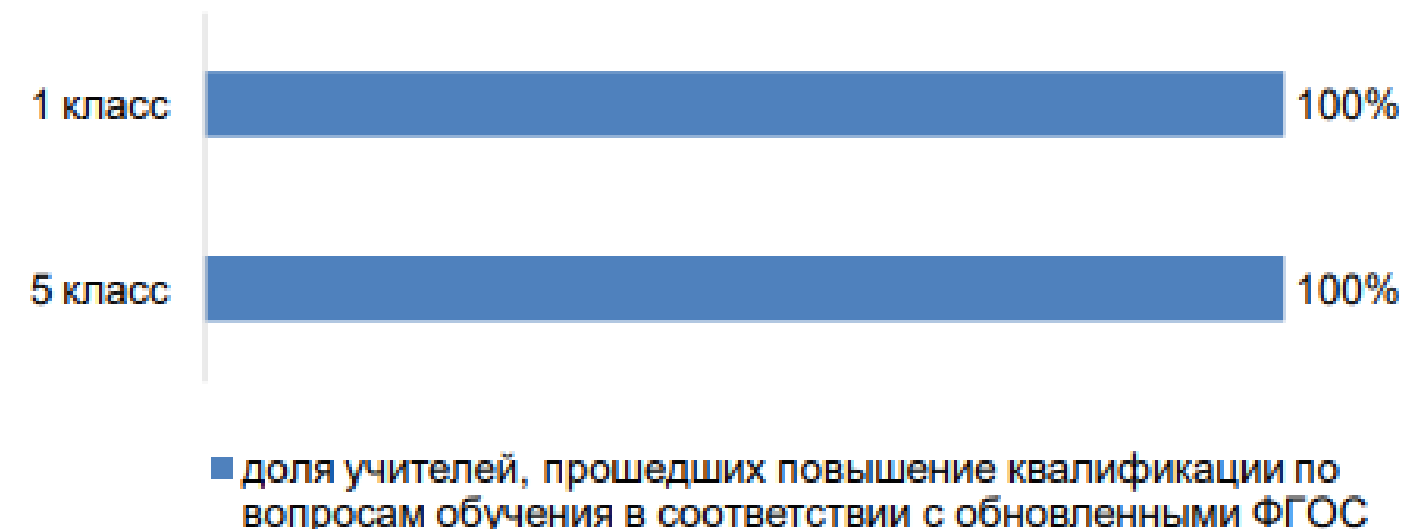 1 класс 100%
5 класс 100%
доля учителей, прошедших повышение квалификации по
вопросам обучения в соответствии с обновленными ФГОС